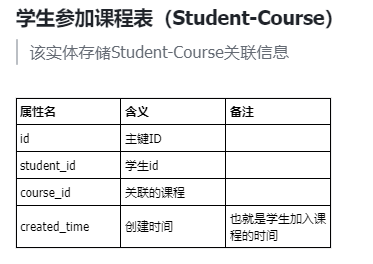 学生参加课程表（Student-Course）
该实体存储Student-Course关联信息
属性名 含义 备注
id 主键ID
student_id 学生id
course_id 关联的课程
created_time 创建时间 也就是学生加入课
程的时间